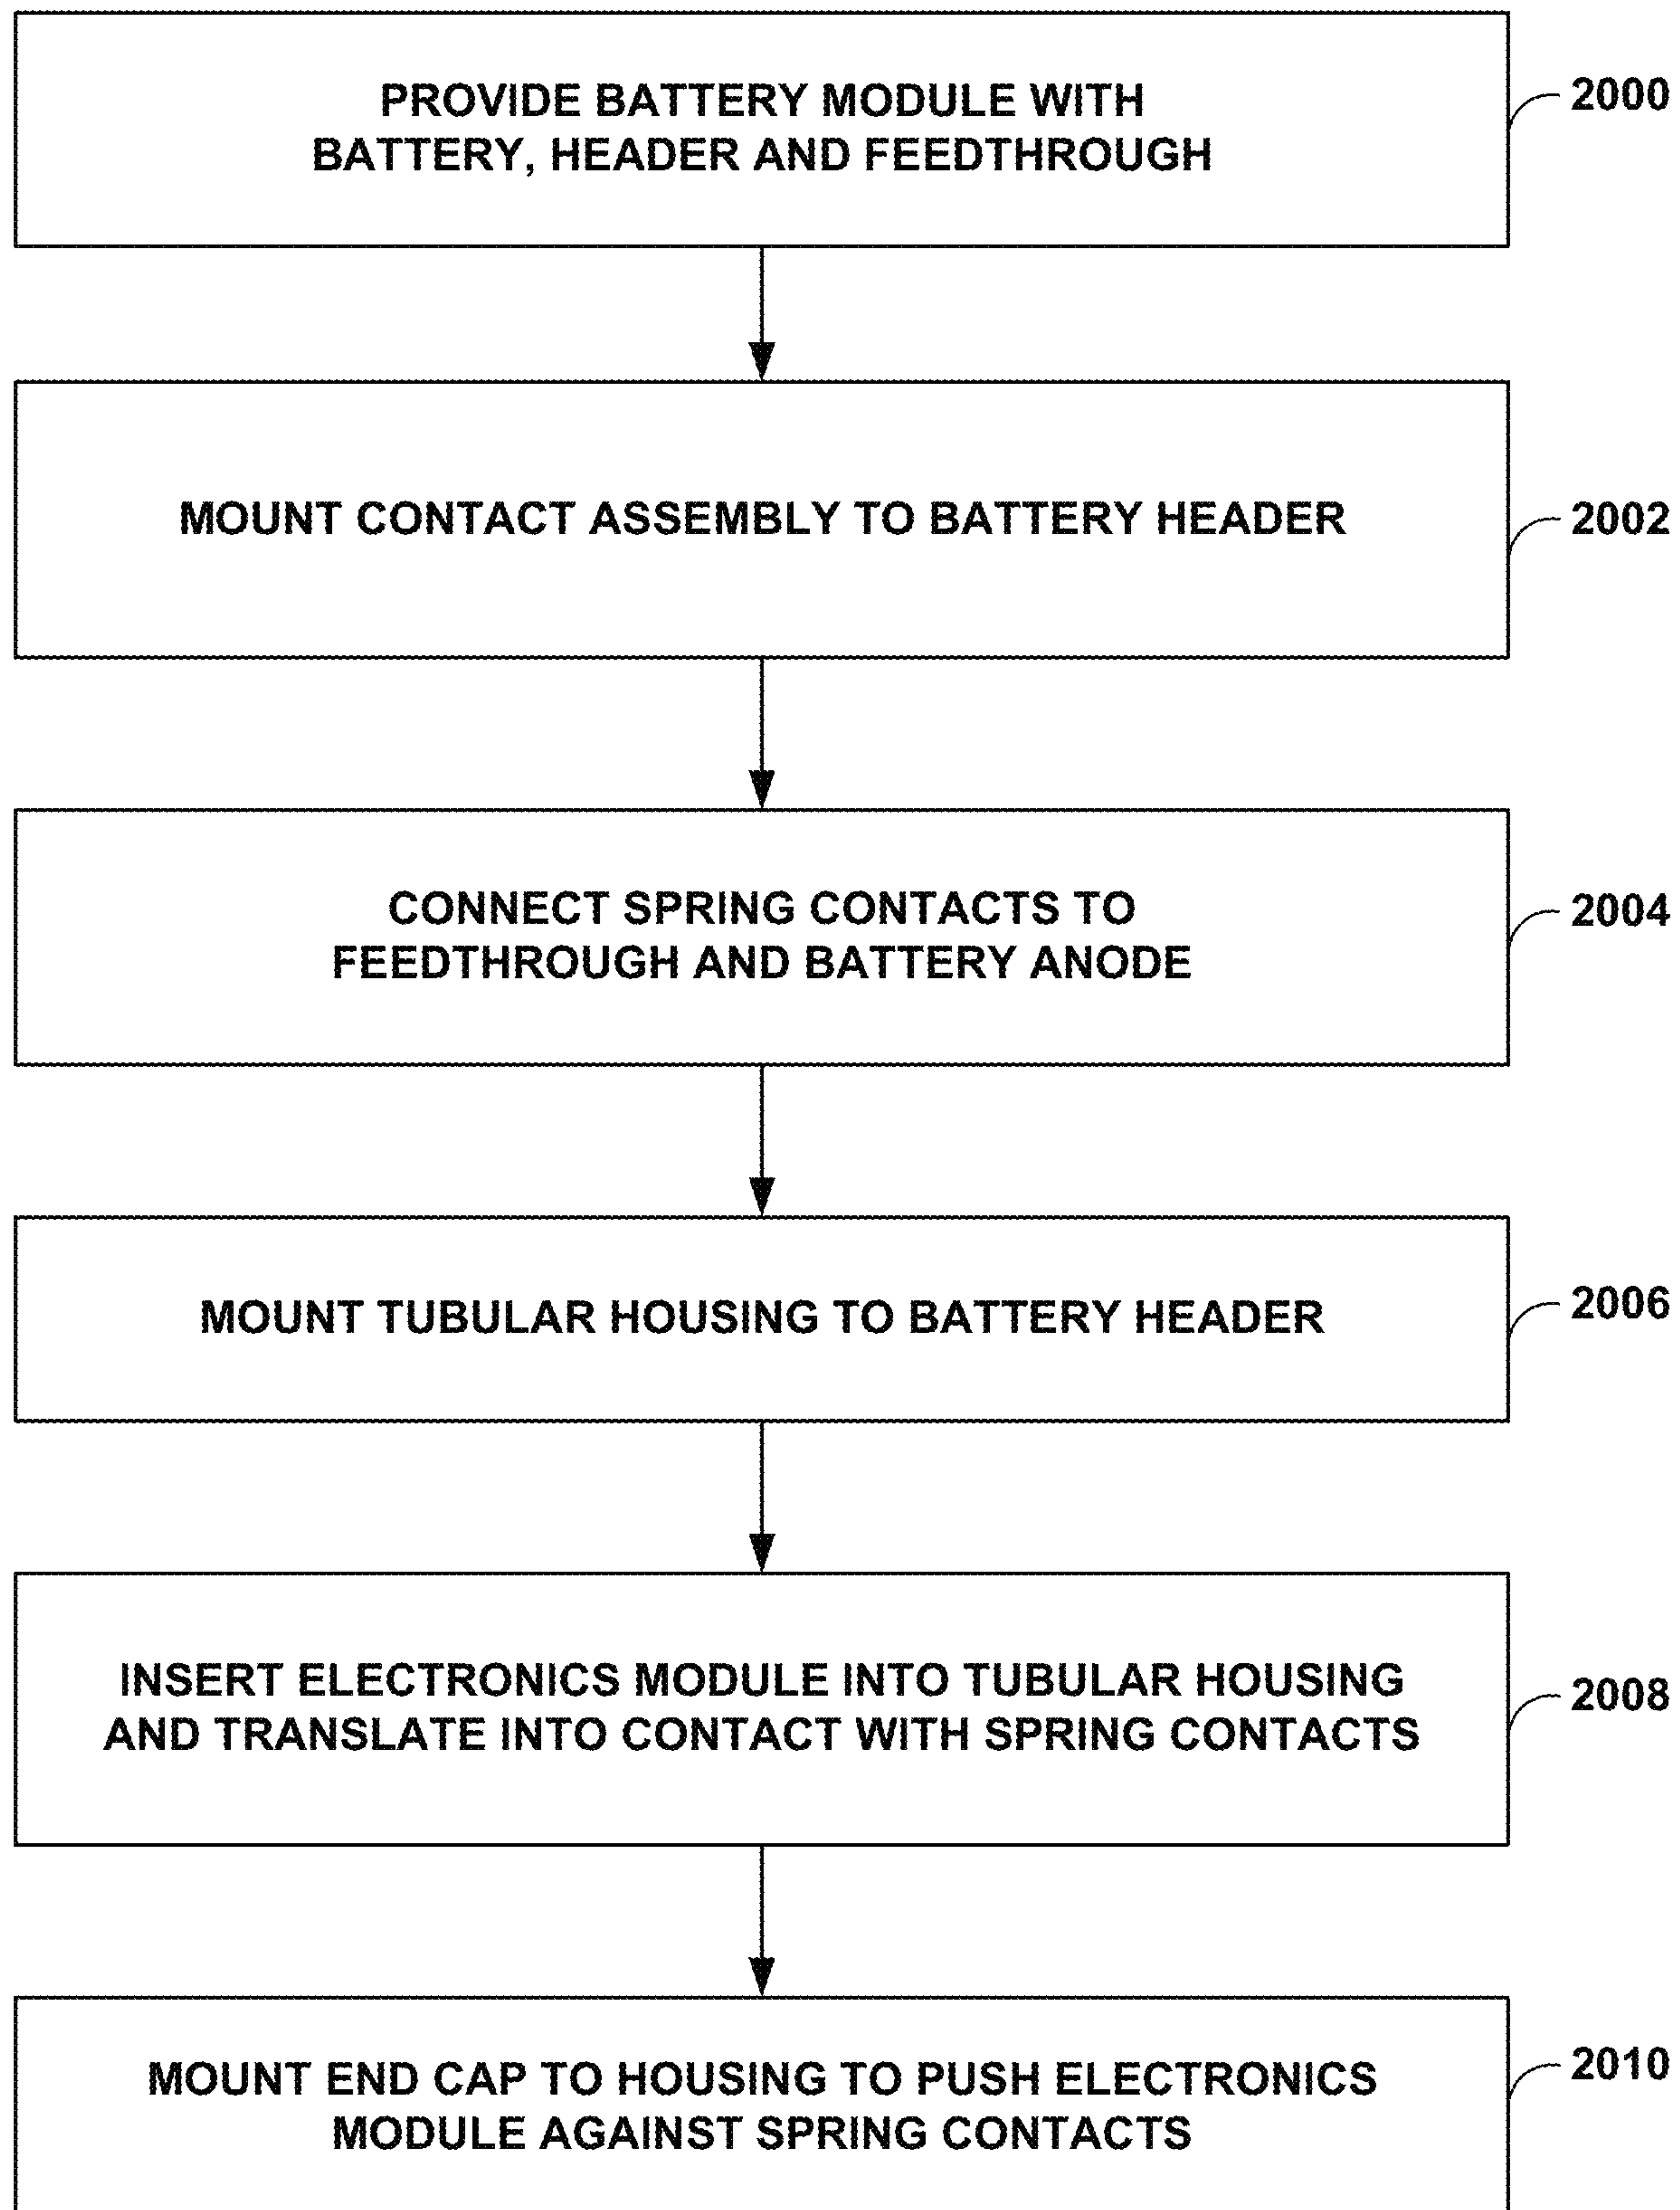 PROVIDE BATTERY MODULE WITH
BATTERY, HEADER AND FEEDTHROUGH
2000
MOUNT CONTACT ASSEMBLY TO BATTERY HEADER
2002
CONNECT SPRING CONTACTS TO
FEEDTHROUGH AND BATTERY ANODE
2004
MOUNT TUBULAR HOUSING TO BATTERY HEADER
2006
INSERT ELECTRONICS MODULE INTO TUBULAR HOUSING
AND TRANSLATE INTO CONTACT WITH SPRING CONTACTS
2008
MOUNT END CAP TO HOUSING TO PUSH ELECTRONICS
MODULE AGAINST SPRING CONTACTS
2010